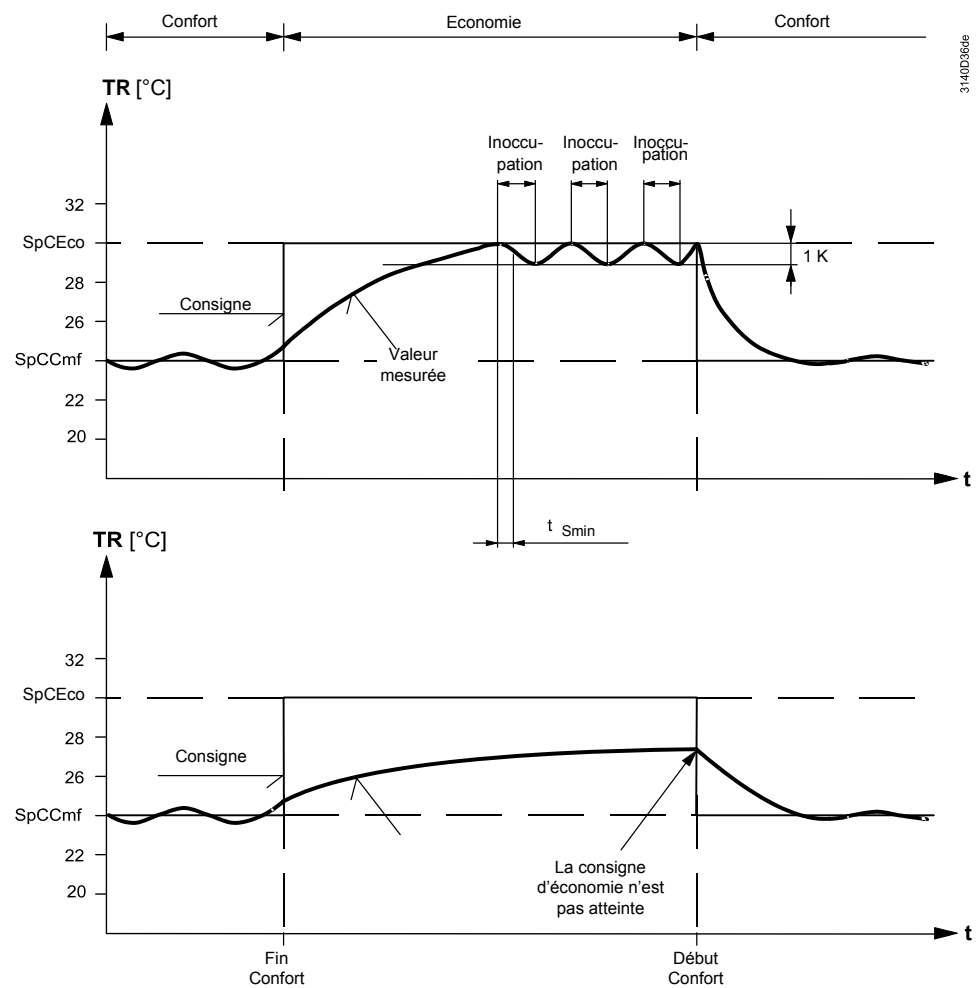 Confort
Economie
Confort
3140D36de
TR [°C]
Inoccu-
pation
Inoccu-
pation
Inoccu-
pation
32
SpCEco
1 K
28
Consigne
26
Valeur
mesurée
SpCCmf
22
20
t
t Smin
TR [°C]
32
SpCEco
28
Consigne
26
SpCCmf
22
20
La consigne
d'économie n'est
pas atteinte
t
Fin
Confort
Début
Confort